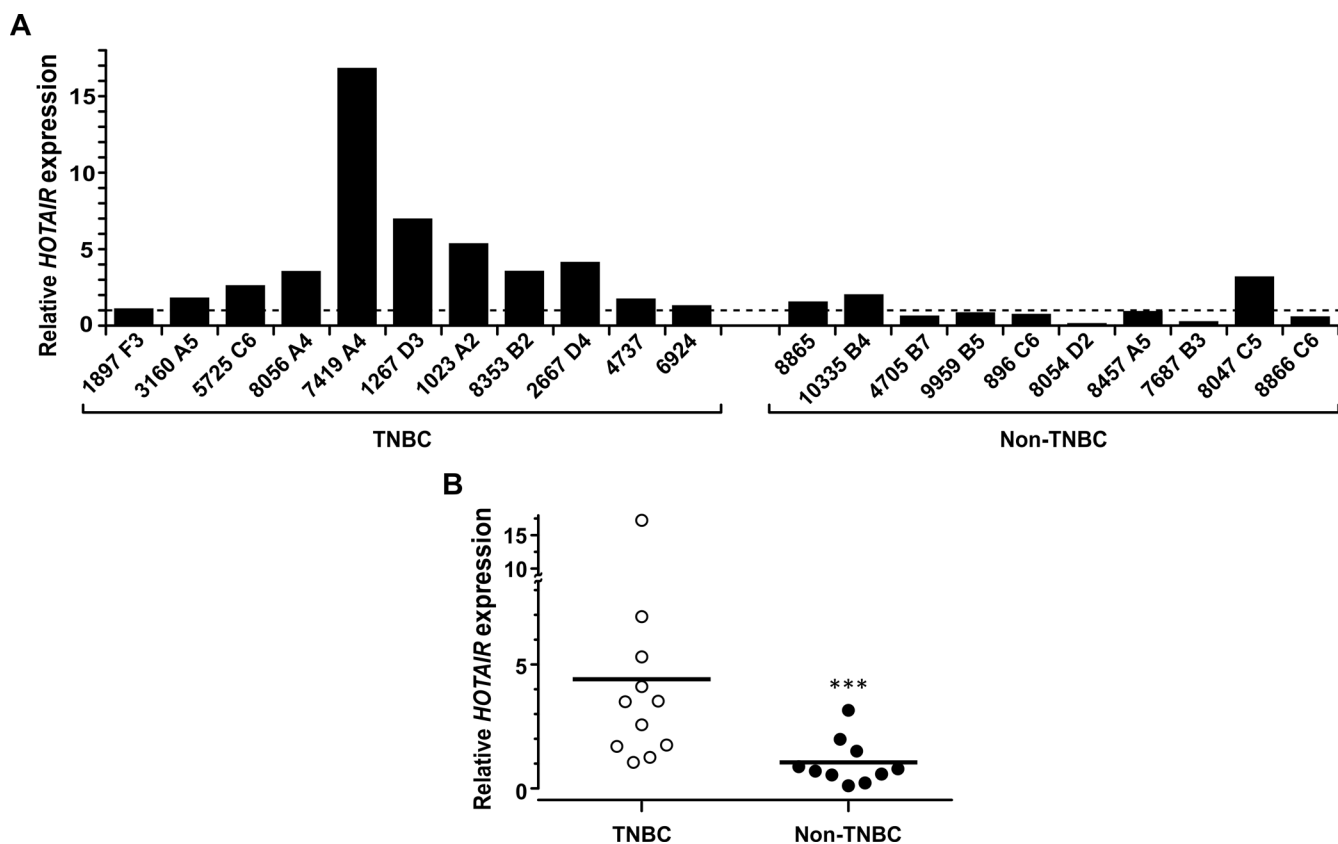 A
Relative HOTAIR expression
15
10
5
0
1897 F3
3160 A5
5725 C6
8056 A4
7419 A4
1267 D3
1023 A2
8353 B2
2667 D4
4737
6924
8865
10335 B4
4705 B7
9959 B5
896 C6
8054 D2
8457 A5
7687 B3
8047 C5
8866 C6
TNBC
Non-TNBC
B
Relative HOTAIR expression
15
10
5
0
***
TNBC
Non-TNBC